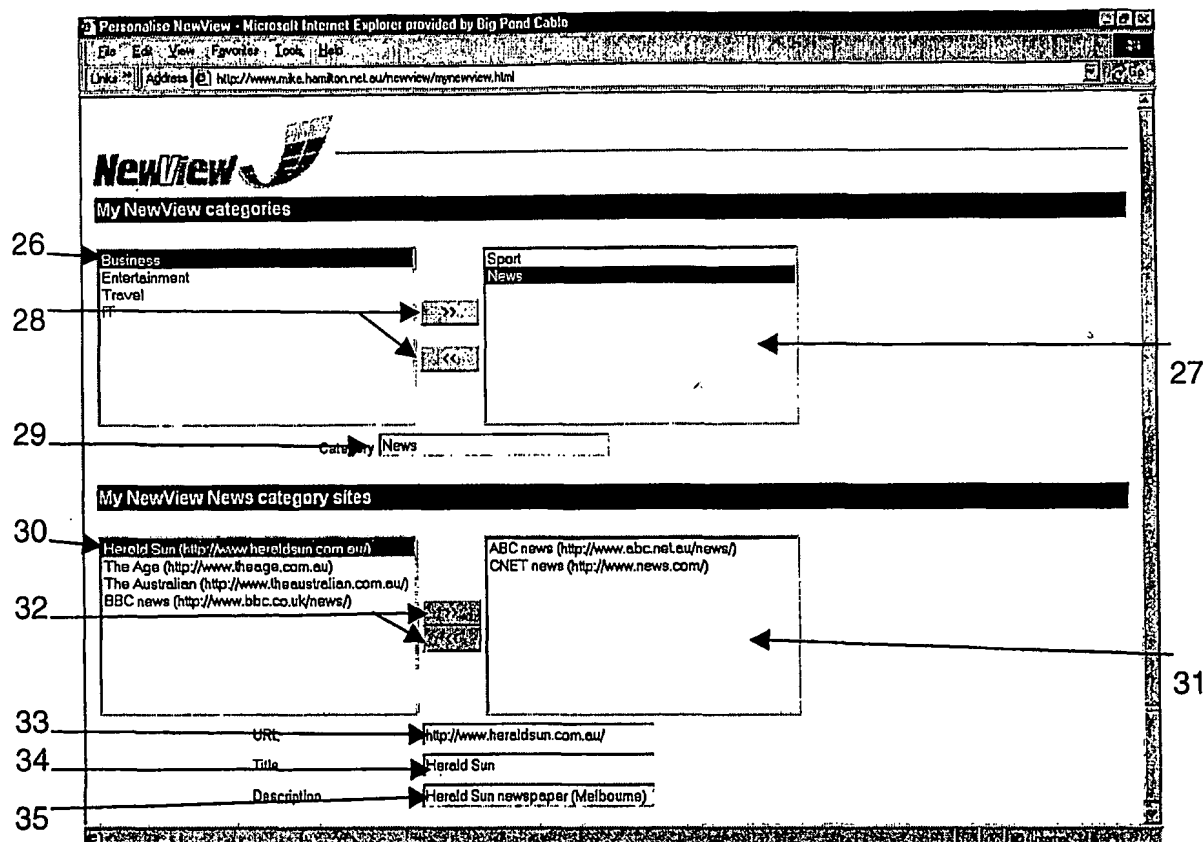 Personalise NewView - Microsoft Internet Explorer provided by Big Pond Cable
File Edit View Favorites Tools Help
Links » Address http://www.mike.hamilton.net.au/newview/mynewview.html Go
NewView
My NewView categories
26
Business
Entertainment
Travel
IT
28
>>
<<
Sport
News
27
29
Category News
My NewView News category sites
30
Herald Sun (http://www.heraldsun.com.au/)
The Age (http://www.theage.com.au)
The Australian (http://www.theaustralian.com.au/)
BBC news (http://www.bbc.co.uk/news/)
32
>>
<<
ABC news (http://www.abc.net.au/news/)
CNET news (http://www.news.com/)
31
33
URL http://www.heraldsun.com.au/
34
Title Herald Sun
35
Description Herald Sun newspaper (Melbourne)